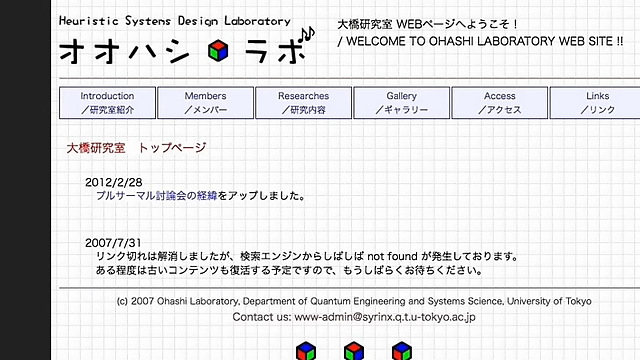 Heuristic Systems Design Laboratory
オオハシ ラボ♪♪
大橋研究室 WEBページへようこそ！
/ WELCOME TO OHASHI LABORATORY WEB SITE !!
Introduction
／研究室紹介
Members
／メンバー
Researches
／研究内容
Gallery
／ギャラリー
Access
／アクセス
Links
／リンク
大橋研究室　トップページ
2012/2/28
プルサーマル討論会の経緯をアップしました。
2007/7/31
リンク切れは解消しましたが、検索エンジンからしばしば not found が発生しております。
ある程度は古いコンテンツも復活する予定ですので、もうしばらくお待ちください。
(c) 2007 Ohashi Laboratory, Department of Quantum Engineering and Systems Science, University of Tokyo
Contact us: www-admin@syrinx.q.t.u-tokyo.ac.jp